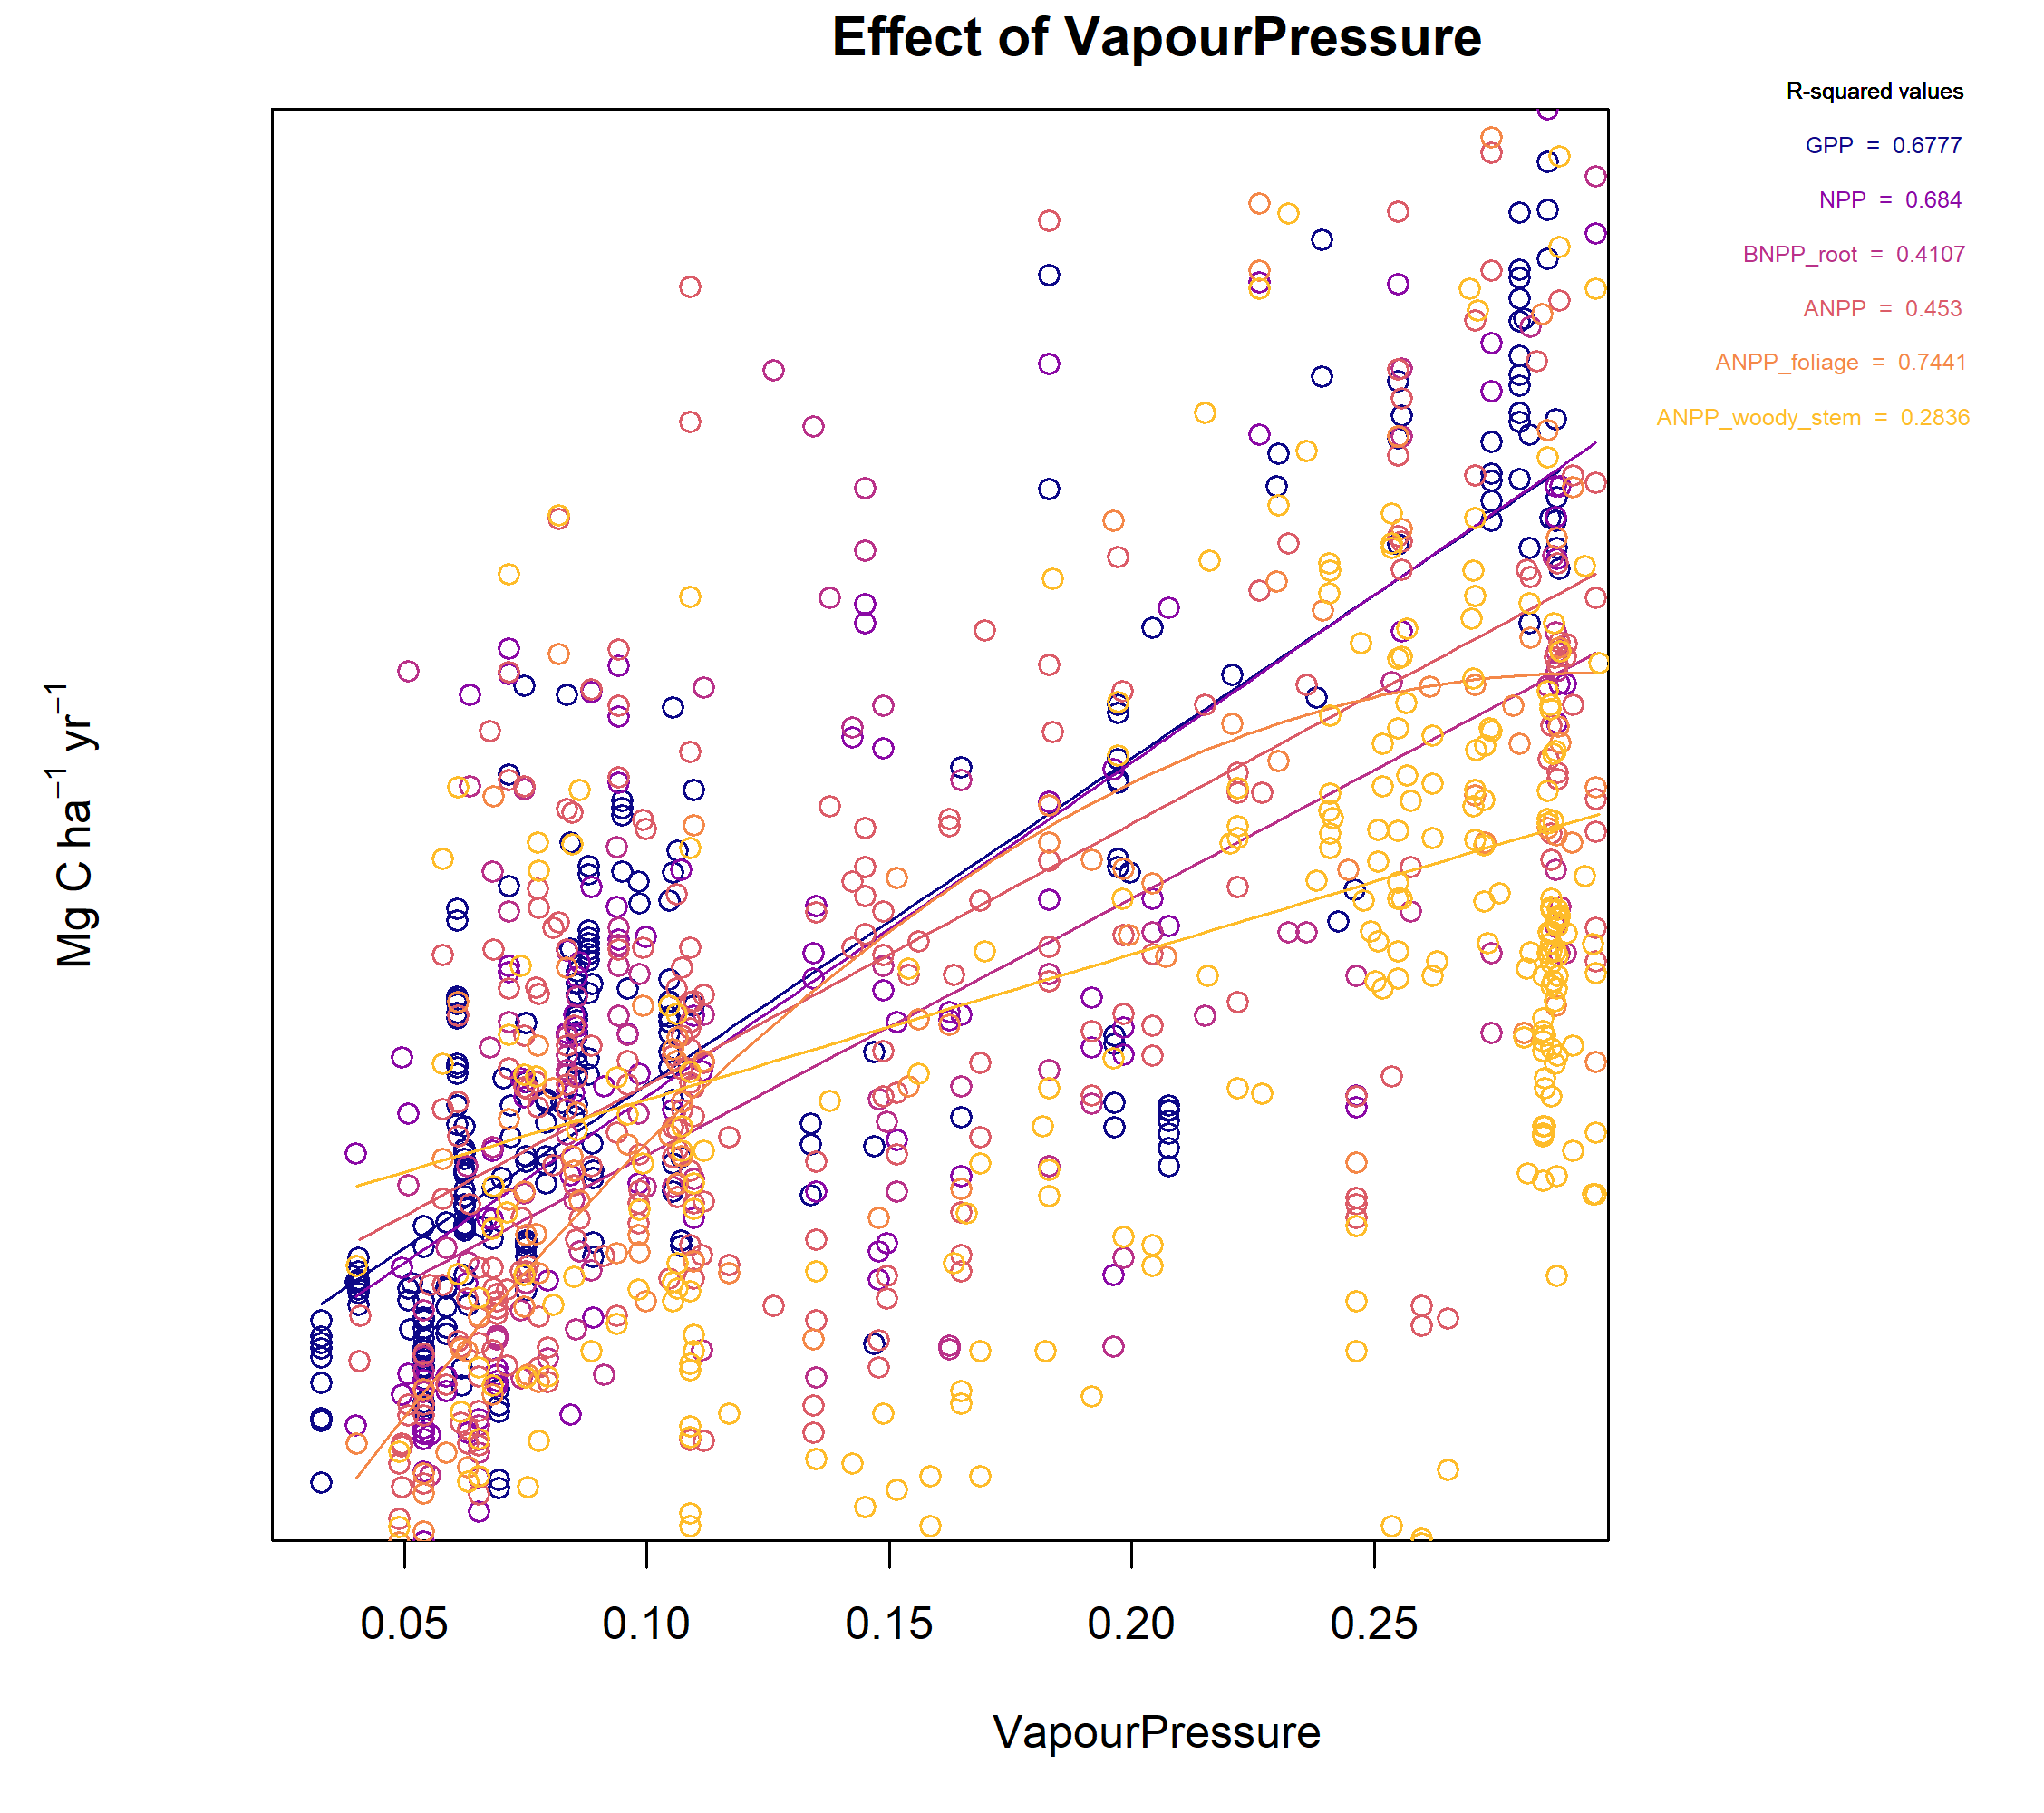 Effect of VapourPressure
R-squared values
GPP = 0.6777
NPP = 0.684
BNPP_root = 0.4107
ANPP = 0.453
ANPP_foliage = 0.7441
ANPP_woody_stem = 0.2836
Mg C ha⁻¹ yr⁻¹
0.05 0.10 0.15 0.20 0.25
VapourPressure